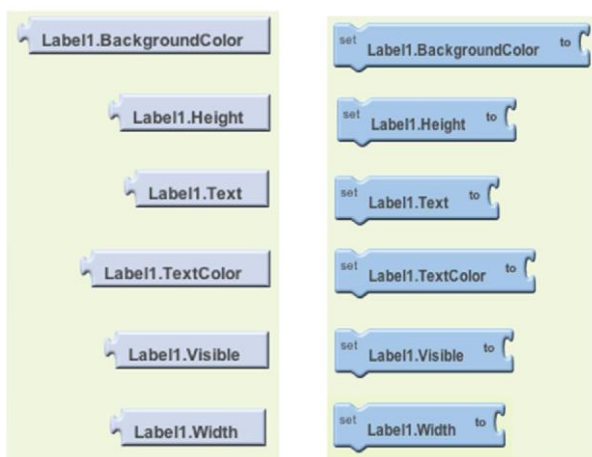 Label1.BackgroundColor
set Label1.BackgroundColor to
Label1.Height
set Label1.Height to
Label1.Text
set Label1.Text to
Label1.TextColor
set Label1.TextColor to
Label1.Visible
set Label1.Visible to
Label1.Width
set Label1.Width to